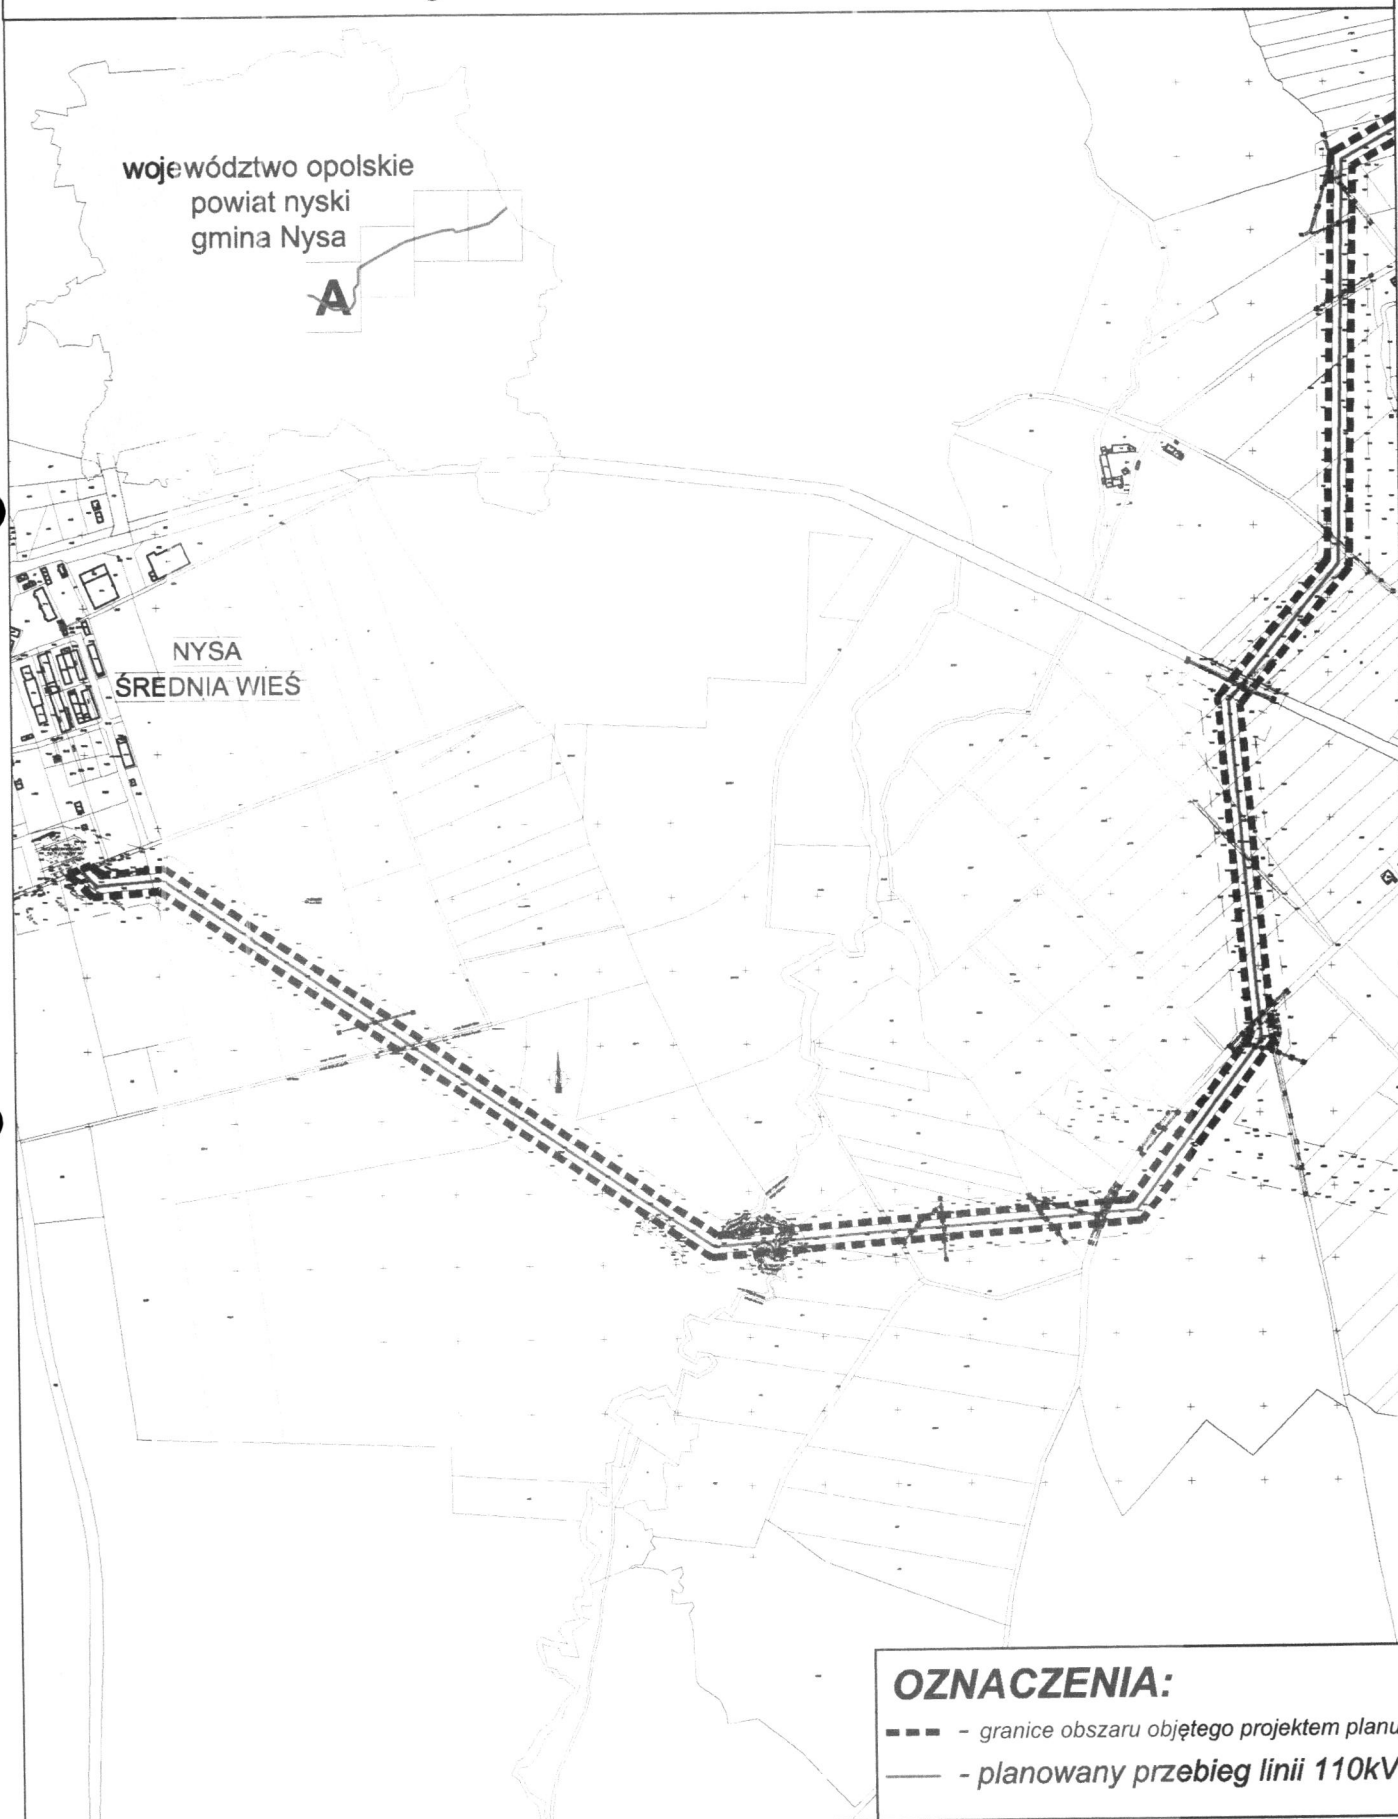 województwo opolskie
powiat nyski
gmina Nysa
A
NYSA
ŚREDNIA WIEŚ
OZNACZENIA:
- granice obszaru objętego projektem planu
- planowany przebieg linii 110kV